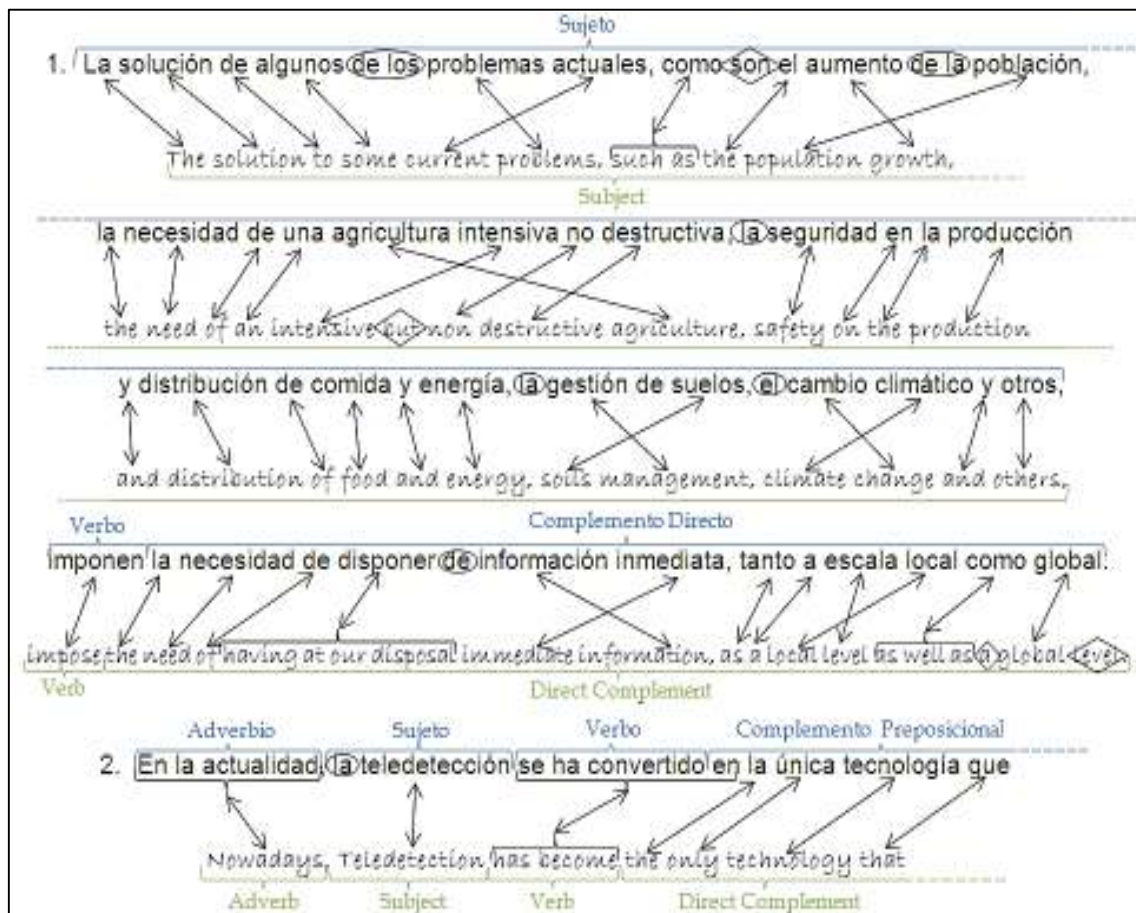 Sujeto
1. La solución de algunos de los problemas actuales, como son el aumento de la población,
The solution to some current problems, such as the population growth,
Subject
la necesidad de una agricultura intensiva no destructiva, la seguridad en la producción
the need of an intensive but non destructive agriculture, safety on the production
y distribución de comida y energía, la gestión de suelos, el cambio climático y otros,
and distribution of food and energy, soils management, climate change and others,
Verbo Complemento Directo
imponen la necesidad de disponer de información inmediata, tanto a escala local como global.
impose the need of having at our disposal immediate information, as a local level as well as a global level.
Verb Direct Complement
Adverbio Sujeto Verbo Complemento Preposicional
2. En la actualidad, la teledetección se ha convertido en la única tecnología que
Nowadays, Teledetection has become the only technology that
Adverb Subject Verb Direct Complement